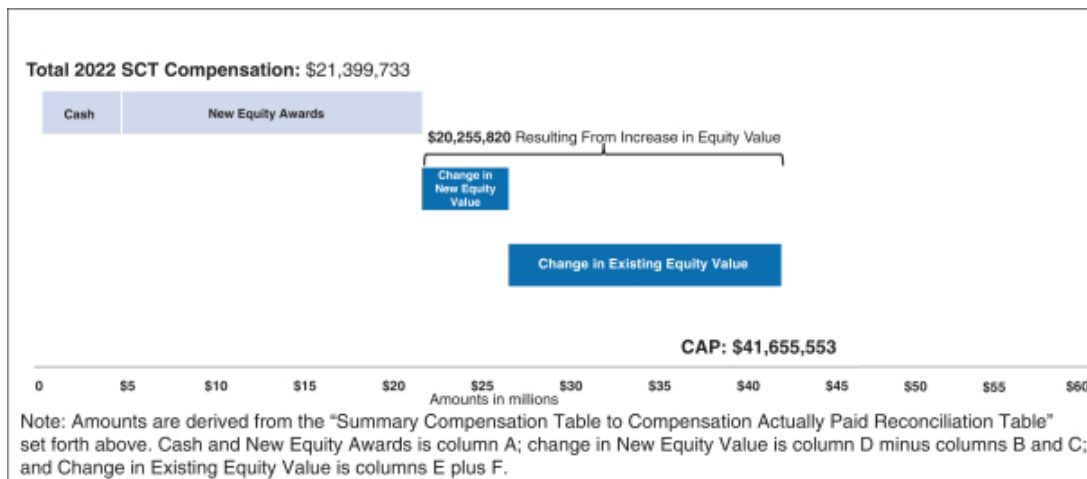 Total 2022 SCT Compensation: $21,399,733
Cash
New Equity Awards
$20,255,820 Resulting From Increase in Equity Value
Change in
New Equity
Value
Change in Existing Equity Value
CAP: $41,655,553
0 $5 $10 $15 $20 $25 $30 $35 $40 $45 $50 $55 $60
Amounts in millions
Note: Amounts are derived from the “Summary Compensation Table to Compensation Actually Paid Reconciliation Table”
set forth above. Cash and New Equity Awards is column A; change in New Equity Value is column D minus columns B and C;
and Change in Existing Equity Value is columns E plus F.